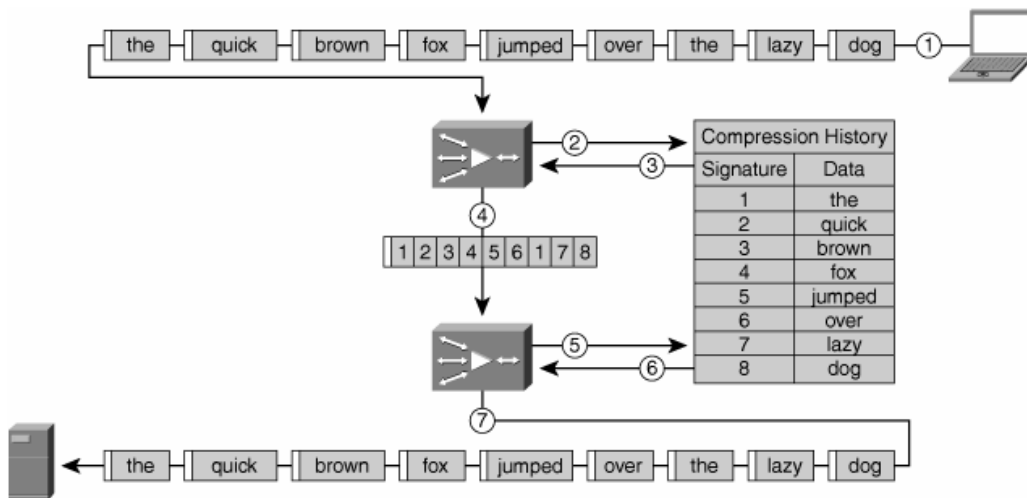 the quick brown fox jumped over the lazy dog 1
2
3
4
1 2 3 4 5 6 1 7 8
Compression History
Signature Data
1 the
2 quick
3 brown
4 fox
5 jumped
6 over
7 lazy
8 dog
5
6
7
the quick brown fox jumped over the lazy dog